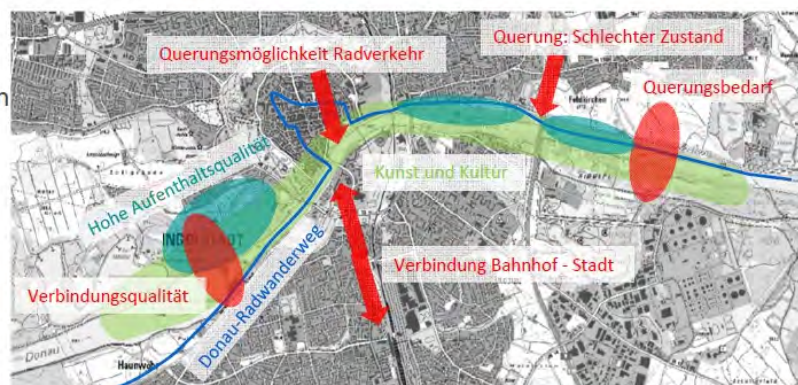 Querungsmöglichkeit Radverkehr
Querung: Schlechter Zustand
n
Querungsbedarf
Hohe Aufenthaltsqualität
Kunst und Kultur
INGOLSTADT
Verbindungsqualität
Donau-Radwanderweg
Verbindung Bahnhof - Stadt
Donau
Haunwöhr